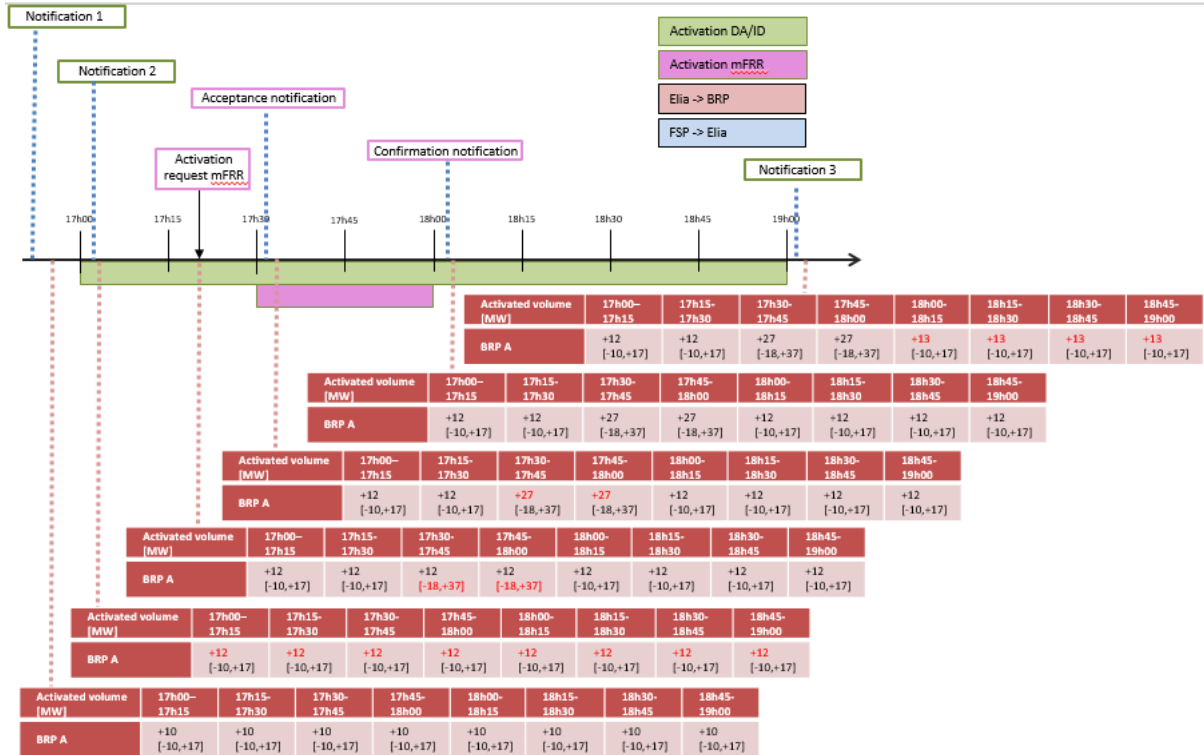 Notification 1
Activation DA/ID
Activation mFRR
Elia -> BRP
FSP -> Elia
Notification 2
Acceptance notification
Confirmation notification
Activation
request mFRR
Notification 3
17h00 17h15 17h30 17h45 18h00 18h15 18h30 18h45 19h00
Activated volume 17h00– 17h15- 17h30- 17h45- 18h00- 18h15- 18h30- 18h45-
[MW] 17h15 17h30 17h45 18h00 18h15 18h30 18h45 19h00
BRP A +12 +12 +27 +27 +13 +13 +13 +13
[-10,+17] [-10,+17] [-18,+37] [-18,+37] [-10,+17] [-10,+17] [-10,+17] [-10,+17]
Activated volume 17h00– 17h15- 17h30- 17h45- 18h00- 18h15- 18h30- 18h45-
[MW] 17h15 17h30 17h45 18h00 18h15 18h30 18h45 19h00
BRP A +12 +12 +27 +27 +12 +12 +12 +12
[-10,+17] [-10,+17] [-18,+37] [-18,+37] [-10,+17] [-10,+17] [-10,+17] [-10,+17]
Activated volume 17h00– 17h15- 17h30- 17h45- 18h00- 18h15- 18h30- 18h45-
[MW] 17h15 17h30 17h45 18h00 18h15 18h30 18h45 19h00
BRP A +12 +12 +27 +27 +12 +12 +12 +12
[-10,+17] [-10,+17] [-18,+37] [-18,+37] [-10,+17] [-10,+17] [-10,+17] [-10,+17]
Activated volume 17h00– 17h15- 17h30- 17h45- 18h00- 18h15- 18h30- 18h45-
[MW] 17h15 17h30 17h45 18h00 18h15 18h30 18h45 19h00
BRP A +12 +12 +12 +12 +12 +12 +12 +12
[-10,+17] [-10,+17] [-18,+37] [-18,+37] [-10,+17] [-10,+17] [-10,+17] [-10,+17]
Activated volume 17h00– 17h15- 17h30- 17h45- 18h00- 18h15- 18h30- 18h45-
[MW] 17h15 17h30 17h45 18h00 18h15 18h30 18h45 19h00
BRP A +12 +12 +12 +12 +12 +12 +12 +12
[-10,+17] [-10,+17] [-10,+17] [-10,+17] [-10,+17] [-10,+17] [-10,+17] [-10,+17]
Activated volume 17h00– 17h15- 17h30- 17h45- 18h00- 18h15- 18h30- 18h45-
[MW] 17h15 17h30 17h45 18h00 18h15 18h30 18h45 19h00
BRP A +10 +10 +10 +10 +10 +10 +10 +10
[-10,+17] [-10,+17] [-10,+17] [-10,+17] [-10,+17] [-10,+17] [-10,+17] [-10,+17]